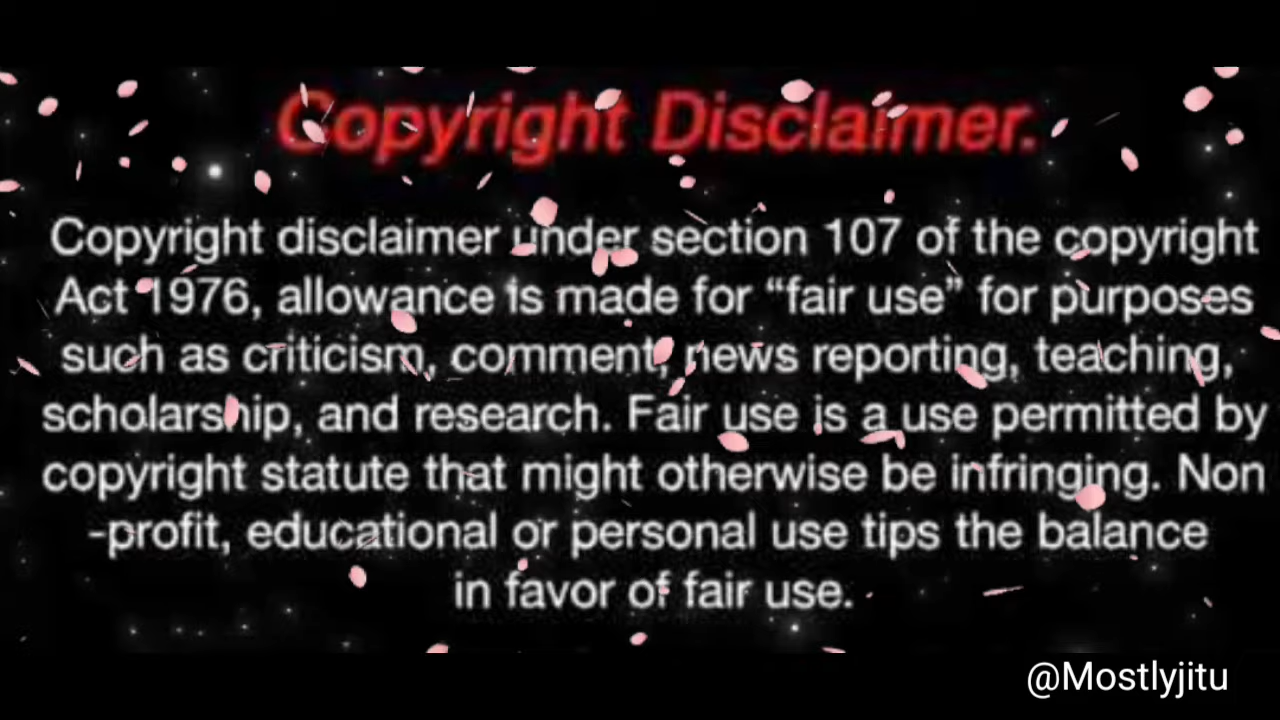 Copyright Disclaimer.
Copyright disclaimer under section 107 of the copyright
Act 1976, allowance is made for “fair use” for purposes
such as criticism, comment, news reporting, teaching,
scholarship, and research. Fair use is a use permitted by
copyright statute that might otherwise be infringing. Non
-profit, educational or personal use tips the balance
in favor of fair use.
@Mostlyjitu